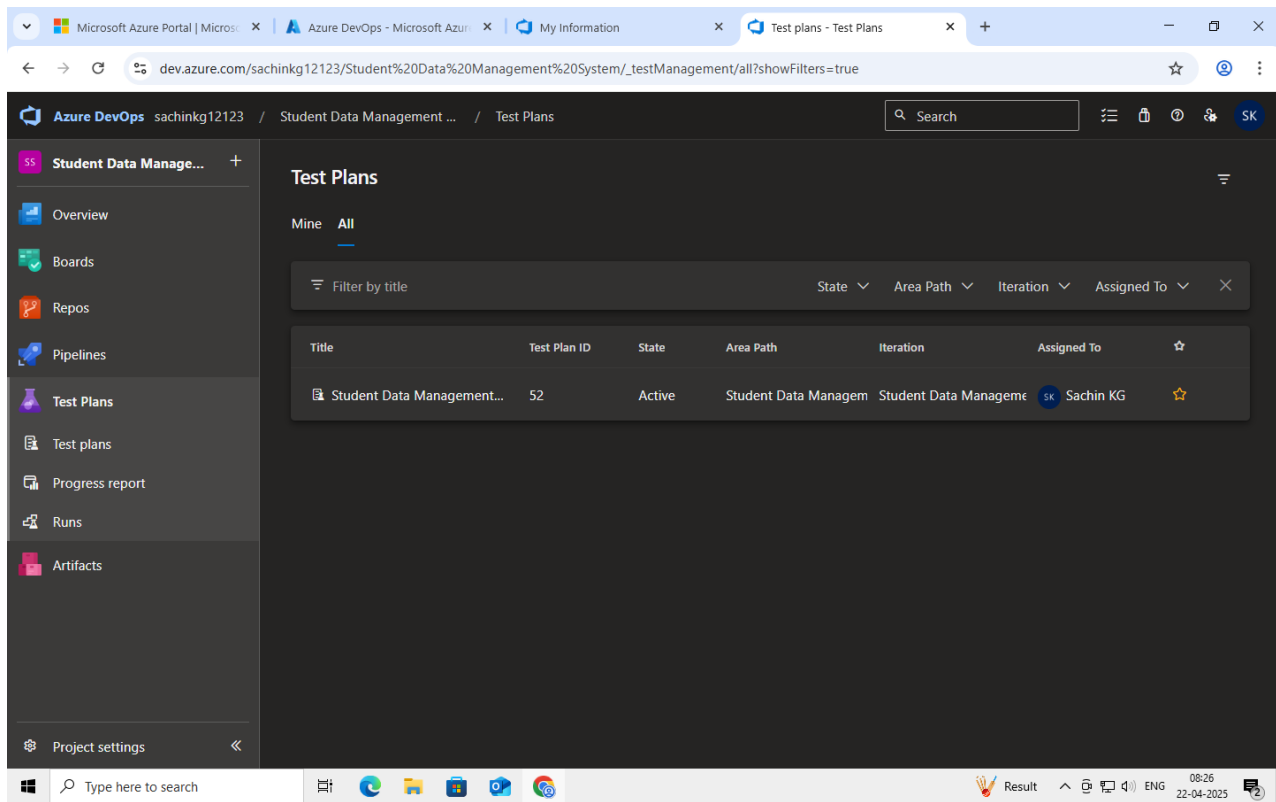 Microsoft Azure Portal | Microso
Azure DevOps - Microsoft Azur
My Information
Test plans - Test Plans
dev.azure.com/sachinkg12123/Student%20Data%20Management%20System/_testManagement/all?showFilters=true
Azure DevOps sachinkg12123 / Student Data Management ... / Test Plans
Search
SK
SS Student Data Manage...
Overview
Boards
Repos
Pipelines
Test Plans
Test plans
Progress report
Runs
Artifacts
Project settings
Test Plans
Mine All
Filter by title State Area Path Iteration Assigned To
Title Test Plan ID State Area Path Iteration Assigned To
Student Data Management... 52 Active Student Data Managem Student Data Manageme SK Sachin KG
Type here to search
Result
ENG
08:26
22-04-2025
2